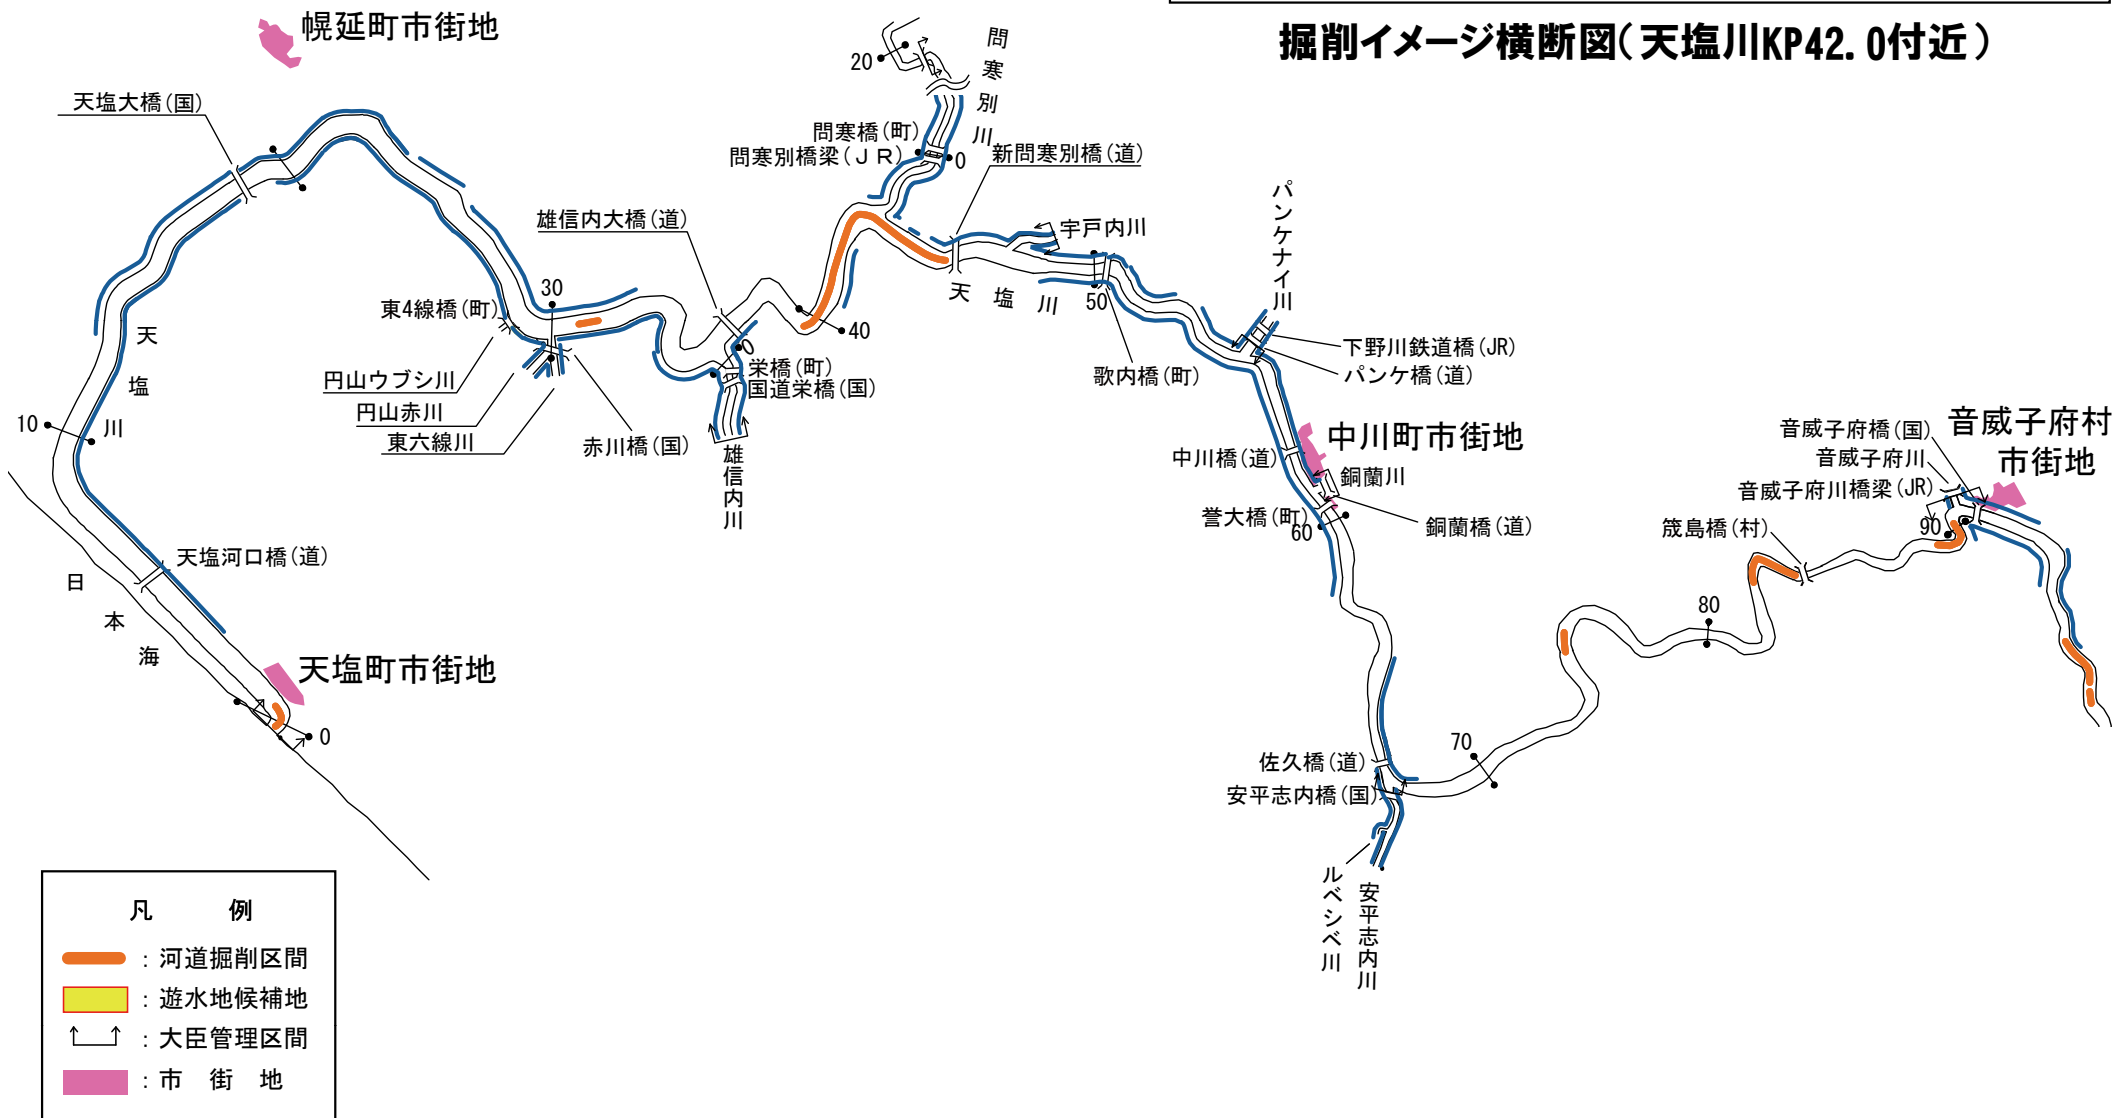 掘削イメージ横断図(天塩川KP42.0付近)
幌延町市街地
天塩大橋(国)
20
問寒別川
問寒橋(町)
問寒別橋梁(JR)
0
新問寒別橋(道)
雄信内大橋(道)
宇戸内川
パンケナイ川
30
東4線橋(町)
天塩川
50
40
下野川鉄道橋(JR)
パンケ橋(道)
歌内橋(町)
0
栄橋(町)
国道栄橋(国)
円山ウブシ川
円山赤川
東六線川
赤川橋(国)
雄信内川
天塩川
10
中川町市街地
中川橋(道)
銅蘭川
誉大橋(町)
銅蘭橋(道)
60
音威子府村
市街地
音威子府橋(国)
音威子府川
音威子府川橋梁(JR)
筬島橋(村)
90
天塩河口橋(道)
日本海
天塩町市街地
0
80
70
佐久橋(道)
安平志内橋(国)
ルベシベ川
安平志内川
凡 例
:河道掘削区間
:遊水地候補地
:大臣管理区間
:市 街 地